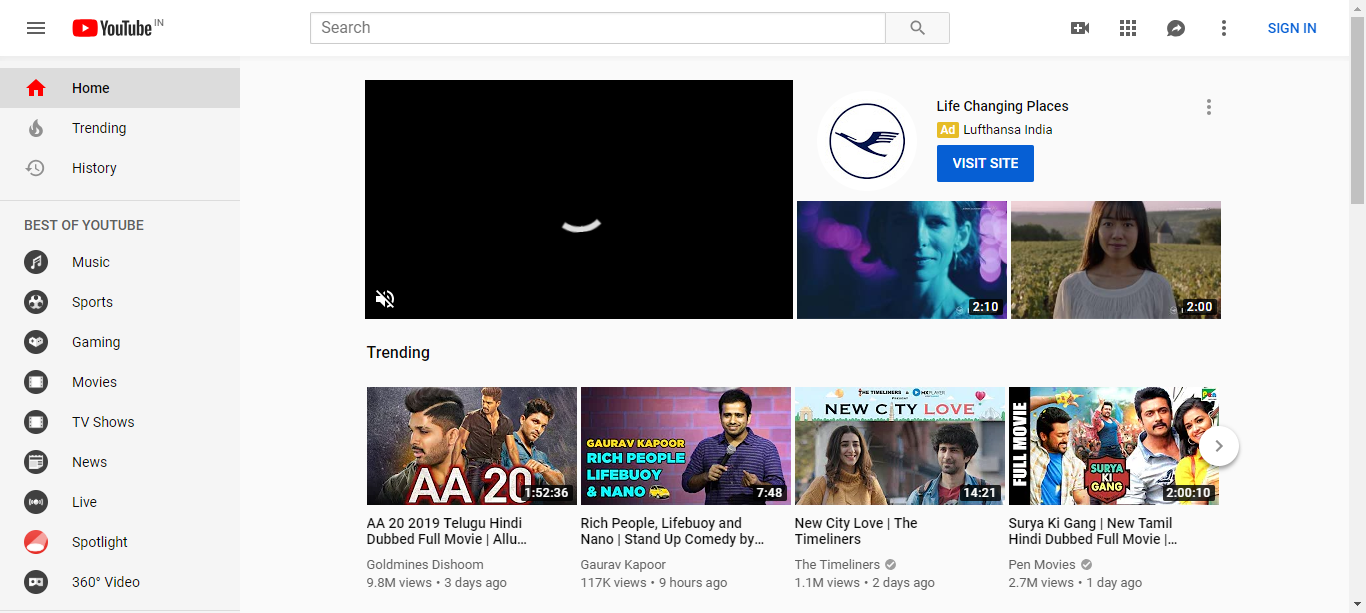 YouTube IN
Search
SIGN IN
Home
Trending
History
BEST OF YOUTUBE
Music
Sports
Gaming
Movies
TV Shows
News
Live
Spotlight
360° Video
Life Changing Places
Ad Lufthansa India
VISIT SITE
2:10
2:00
Trending
AA 20
1:52:36
GAURAV KAPOOR
RICH PEOPLE
LIFEBUOY
& NANO
7:48
THE TIMELINERS & MXPLAYER
PRESENT
NEW CITY LOVE
14:21
FULL MOVIE
SURYA
KI
GANG
2:00:10
AA 20 2019 Telugu Hindi
Dubbed Full Movie | Allu...
Goldmines Dishoom
9.8M views • 3 days ago
Rich People, Lifebuoy and
Nano | Stand Up Comedy by...
Gaurav Kapoor
117K views • 9 hours ago
New City Love | The
Timeliners
The Timeliners
1.1M views • 2 days ago
Surya Ki Gang | New Tamil
Hindi Dubbed Full Movie |...
Pen Movies
2.7M views • 1 day ago